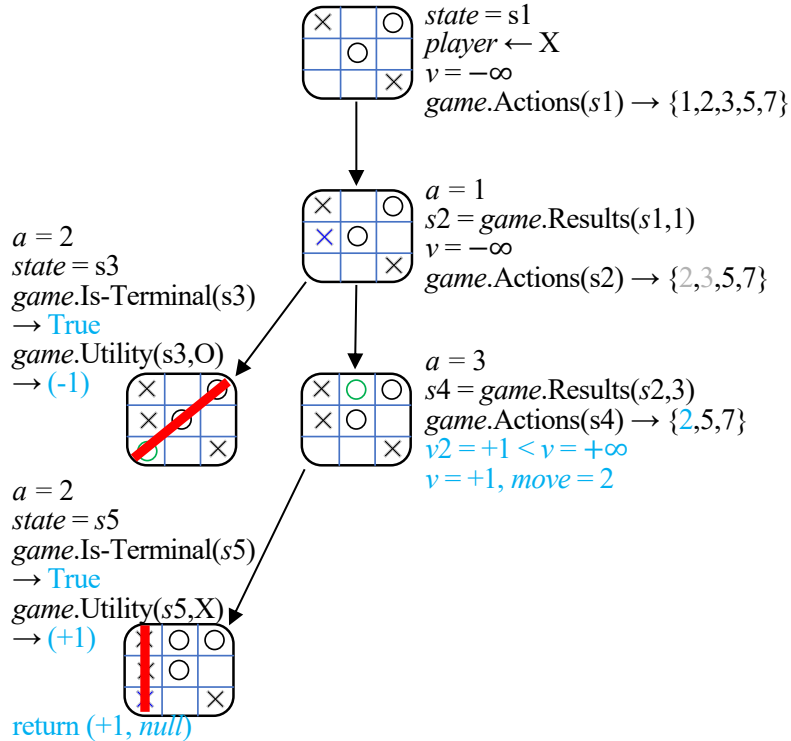 state = s1
player ← X
v = −∞
game.Actions(s1) → {1,2,3,5,7}
a = 1
s2 = game.Results(s1,1)
v = −∞
game.Actions(s2) → {2,3,5,7}
a = 2
state = s3
game.Is-Terminal(s3)
→ True
game.Utility(s3,O)
→ (-1)
a = 3
s4 = game.Results(s2,3)
game.Actions(s4) → {2,5,7}
v2 = +1 < v = +∞
v = +1, move = 2
a = 2
state = s5
game.Is-Terminal(s5)
→ True
game.Utility(s5,X)
→ (+1)
return (+1, null)